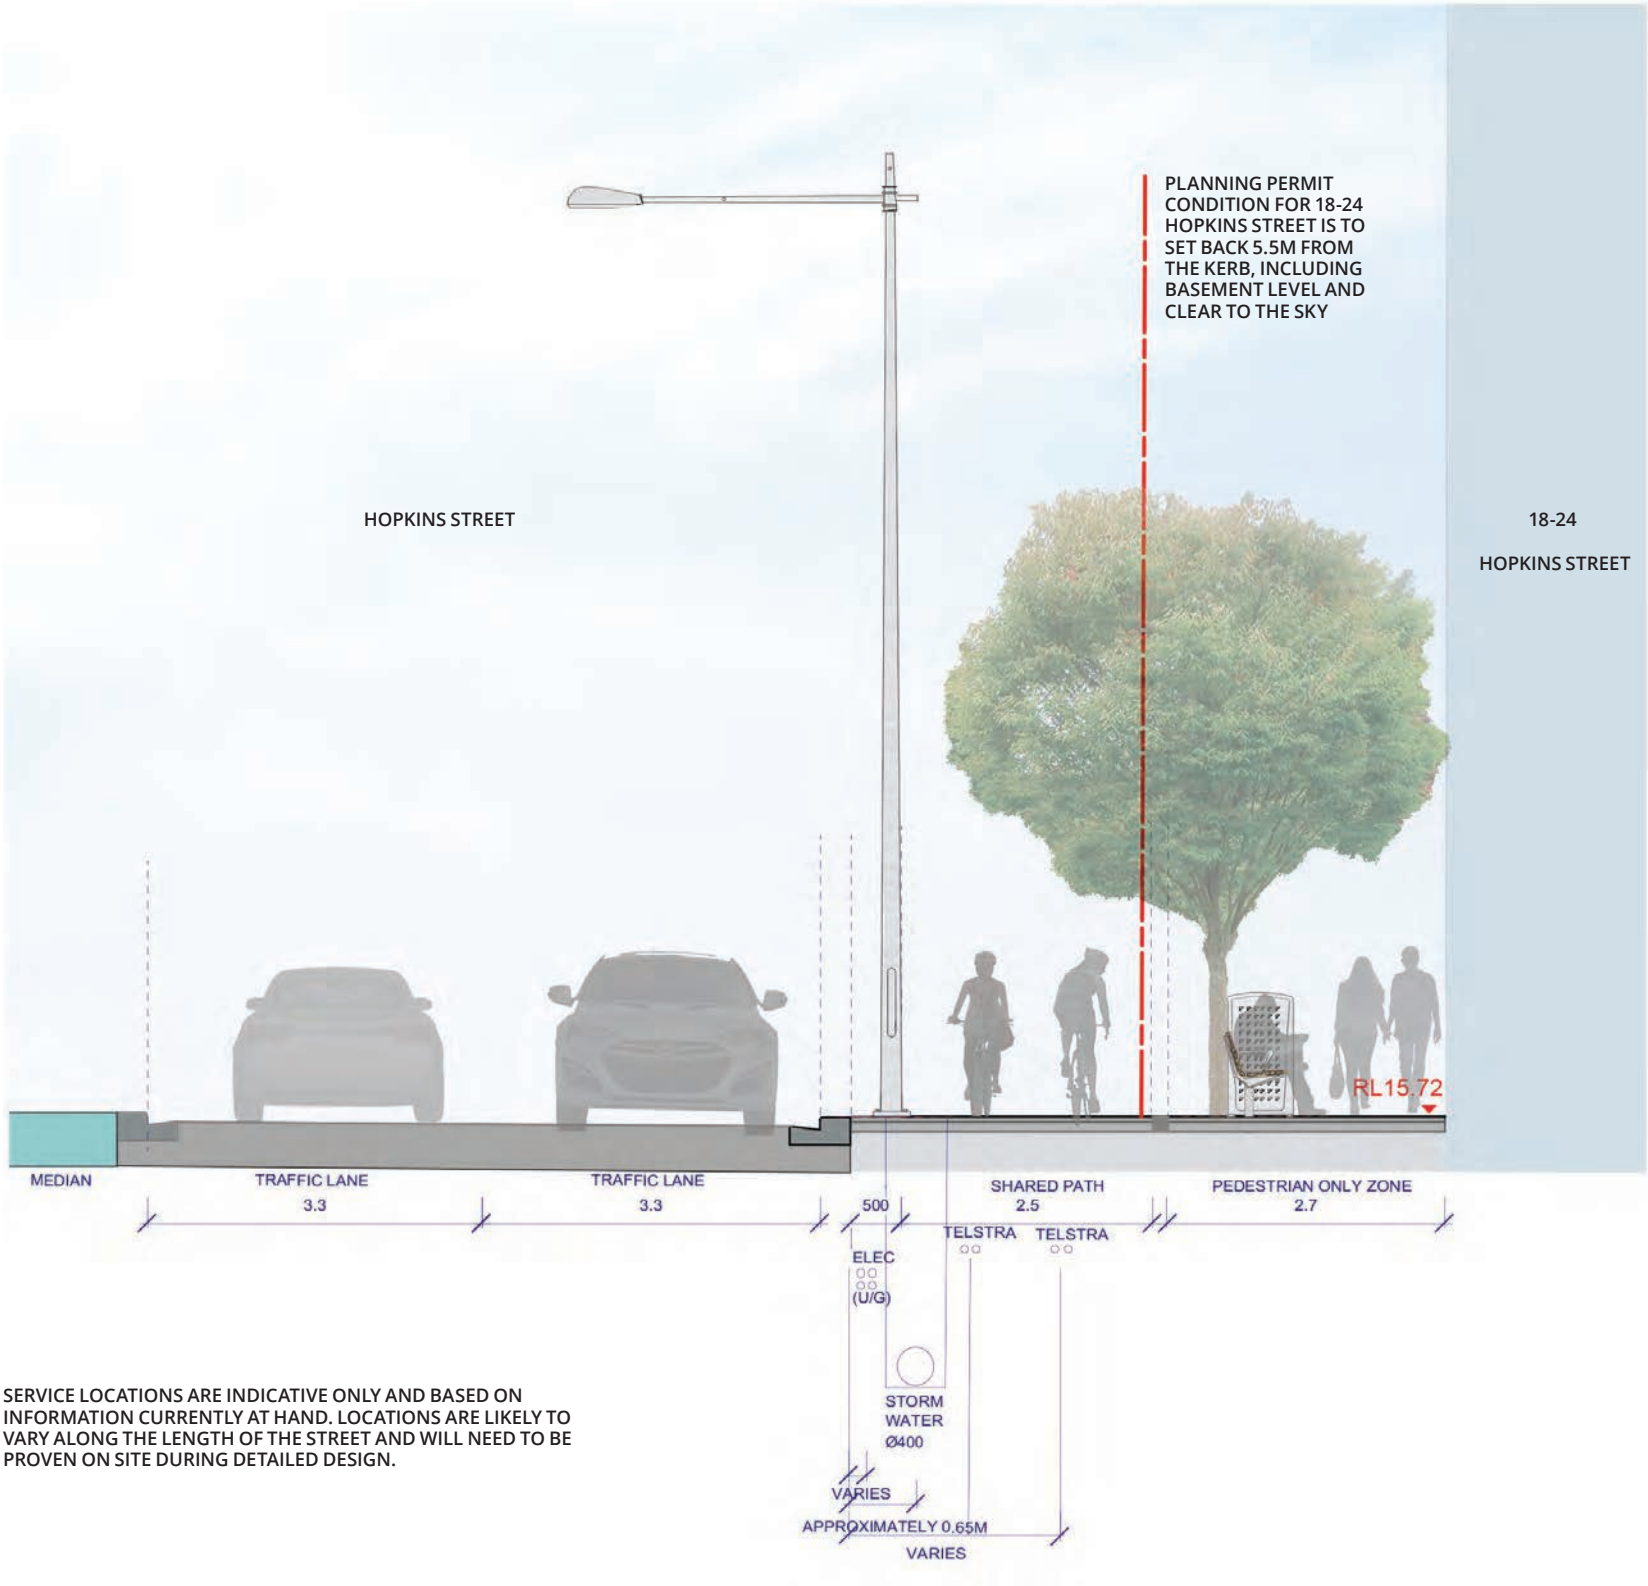 PLANNING PERMIT
CONDITION FOR 18-24
HOPKINS STREET IS TO
SET BACK 5.5M FROM
THE KERB, INCLUDING
BASEMENT LEVEL AND
CLEAR TO THE SKY
HOPKINS STREET
18-24
HOPKINS STREET
RL15.72
MEDIAN
TRAFFIC LANE
3.3
TRAFFIC LANE
3.3
500
SHARED PATH
2.5
PEDESTRIAN ONLY ZONE
2.7
TELSTRA
TELSTRA
ELEC
(U/G)
STORM
WATER
Ø400
SERVICE LOCATIONS ARE INDICATIVE ONLY AND BASED ON
INFORMATION CURRENTLY AT HAND. LOCATIONS ARE LIKELY TO
VARY ALONG THE LENGTH OF THE STREET AND WILL NEED TO BE
PROVEN ON SITE DURING DETAILED DESIGN.
VARIES
APPROXIMATELY 0.65M
VARIES